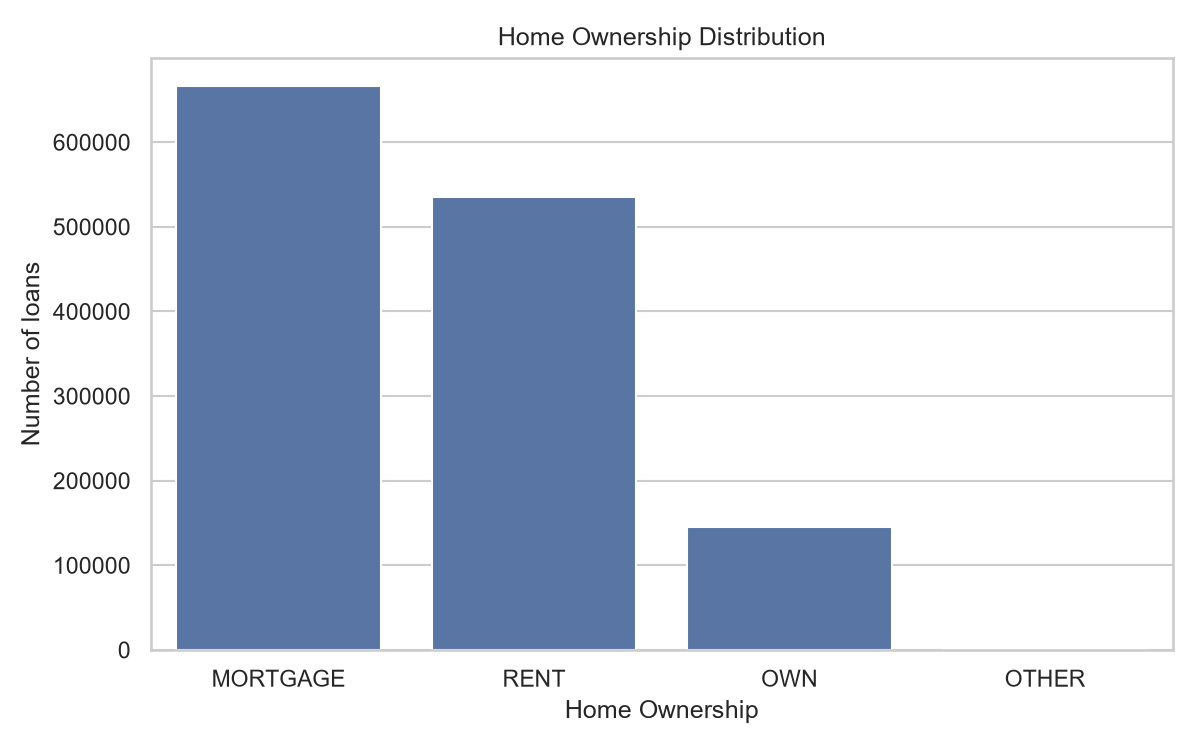 Home Ownership Distribution
Number of loans
600000
500000
400000
300000
200000
100000
0
MORTGAGE RENT OWN OTHER
Home Ownership